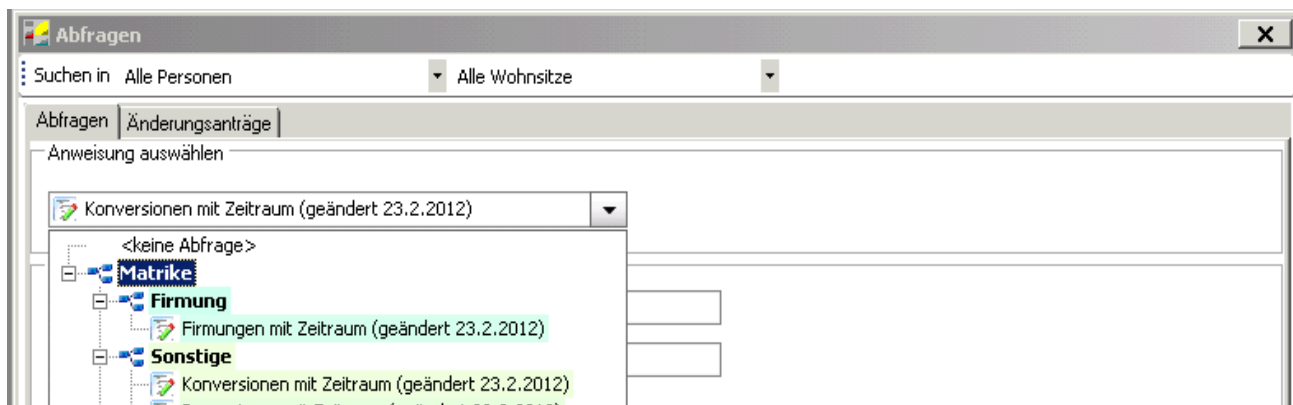 Abfragen
Suchen in Alle Personen Alle Wohnsitze
Abfragen Änderungsanträge
Anweisung auswählen
Konversionen mit Zeitraum (geändert 23.2.2012)
<keine Abfrage>
Matrike
Firmung
Firmungen mit Zeitraum (geändert 23.2.2012)
Sonstige
Konversionen mit Zeitraum (geändert 23.2.2012)